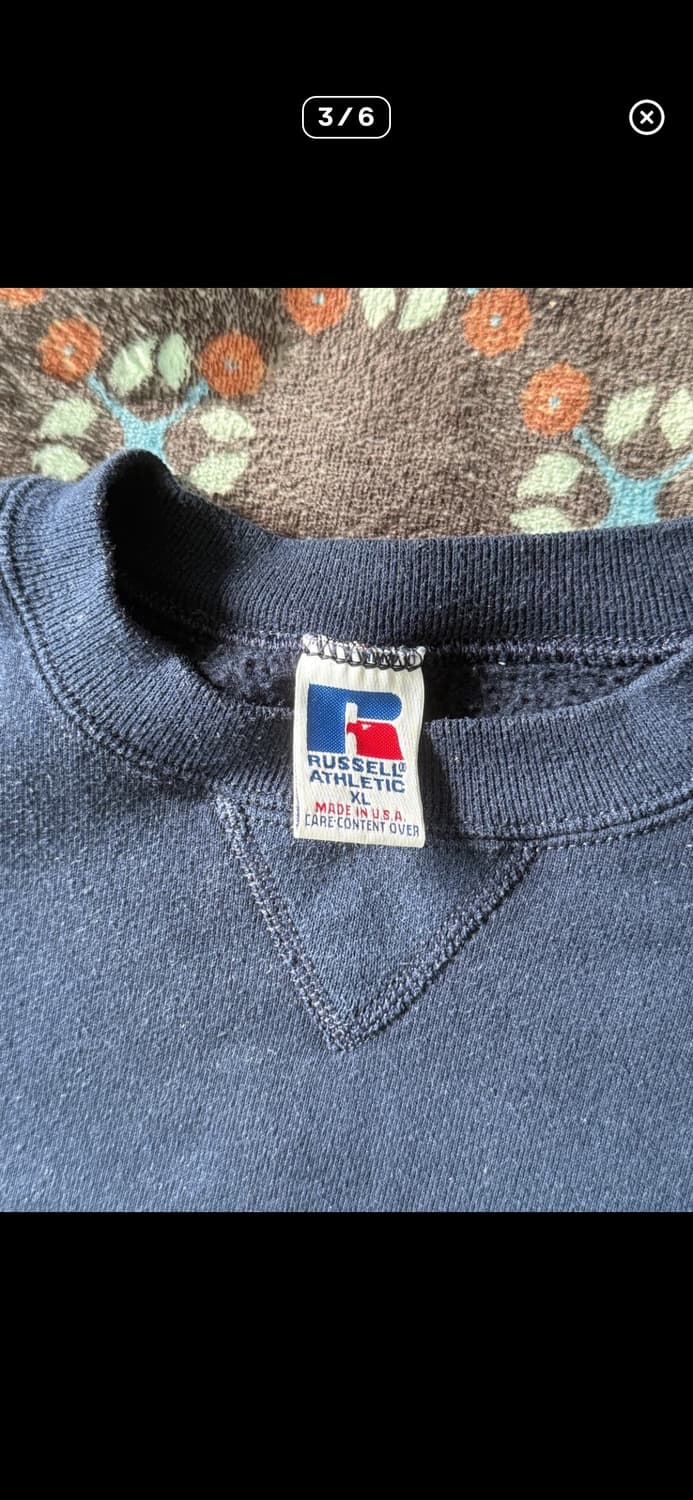 3/6
RUSSELL®
ATHLETIC
XL
MADE IN U.S.A.
CARE·CONTENT OVER